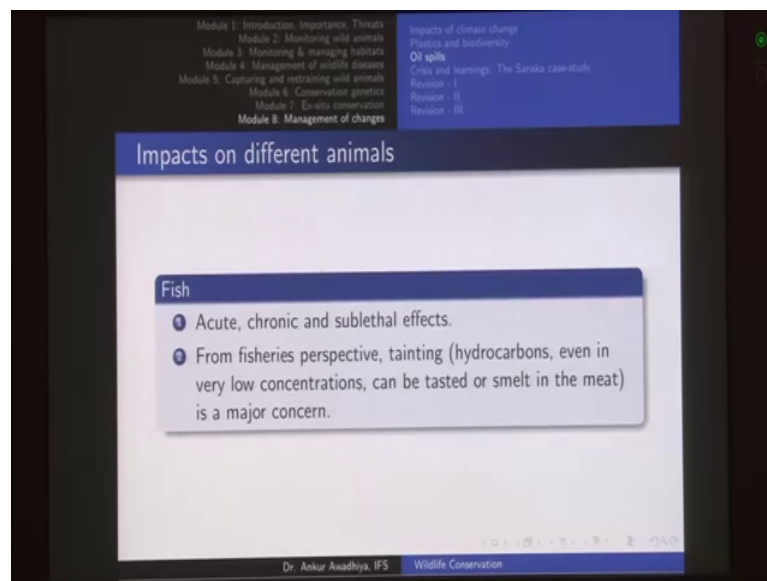 Module 1: Introduction, Importance, Threats
Module 2: Monitoring wild animals
Module 3: Monitoring & managing habitats
Module 4: Management of wildlife diseases
Module 5: Capturing and restraining wild animals
Module 6: Conservation genetics
Module 7: Ex-situ conservation
Module 8: Management of changes
Impacts of climate change
Plastics and biodiversity
Oil spills
Crisis and learnings: The Sariska case-study
Revision - I
Revision - II
Revision - III
Impacts on different animals
Fish
1 Acute, chronic and sublethal effects.
2 From fisheries perspective, tainting (hydrocarbons, even in
very low concentrations, can be tasted or smelt in the meat)
is a major concern.
Dr. Ankur Awadhiya, IFS
Wildlife Conservation